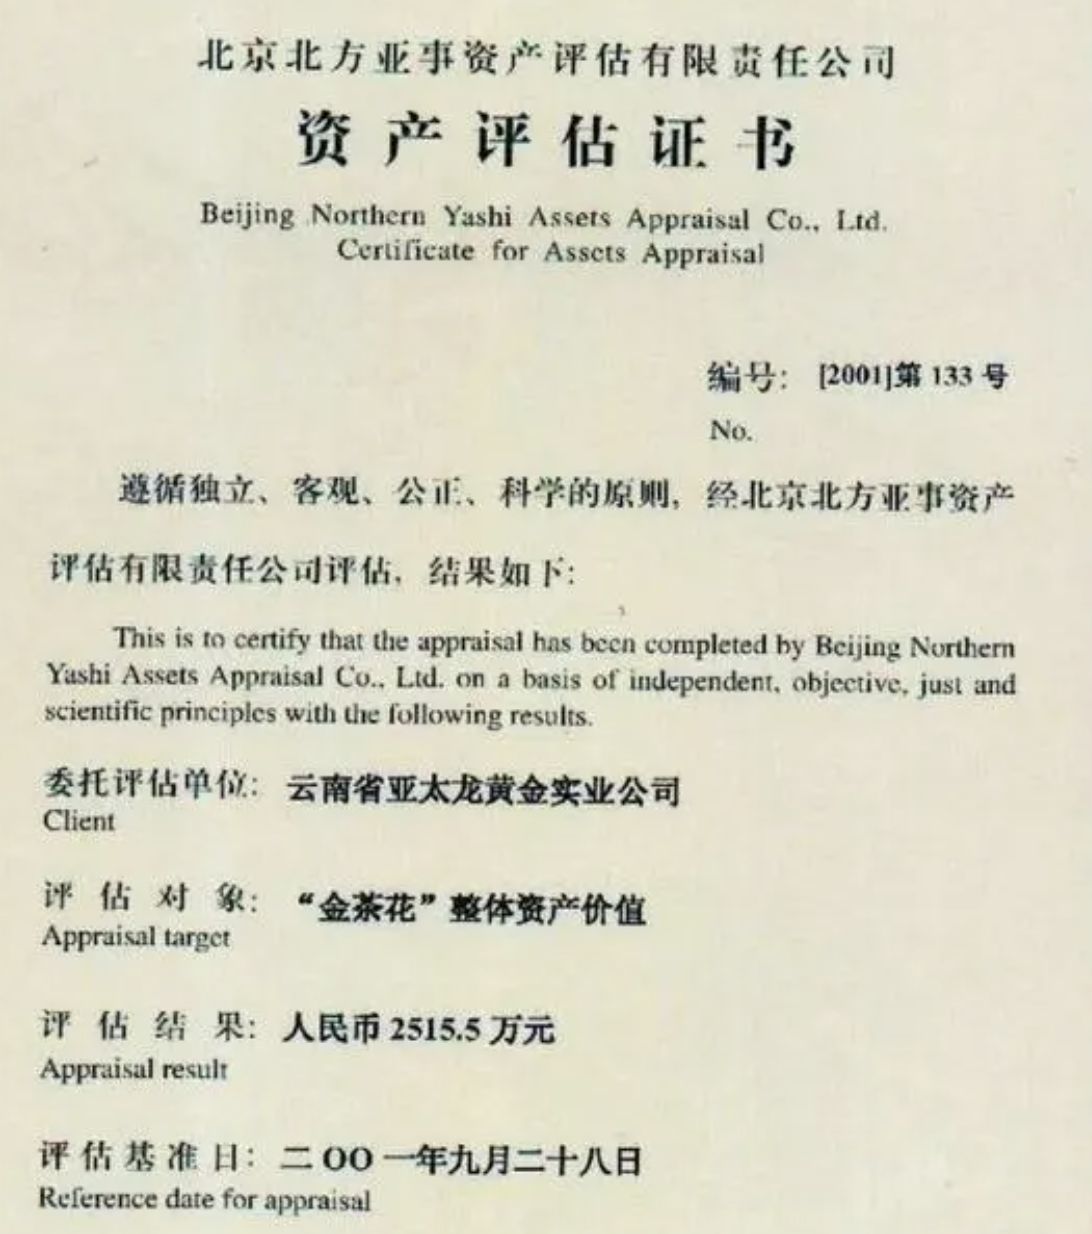 北京北方亚事资产评估有限责任公司
资产评估证书
Beijing Northern Yashi Assets Appraisal Co., Ltd.
Certificate for Assets Appraisal
编号: [2001]第 133 号
No.
遵循独立、客观、公正、科学的原则，经北京北方亚事资产
评估有限责任公司评估，结果如下:
This is to certify that the appraisal has been completed by Beijing Northern
Yashi Assets Appraisal Co., Ltd. on a basis of independent, objective, just and
scientific principles with the following results.
委托评估单位: 云南省亚太龙黄金实业公司
Client
评估对象: “金茶花”整体资产价值
Appraisal target
评估结果: 人民币 2515.5 万元
Appraisal result
评估基准日: 二OO一年九月二十八日
Reference date for appraisal